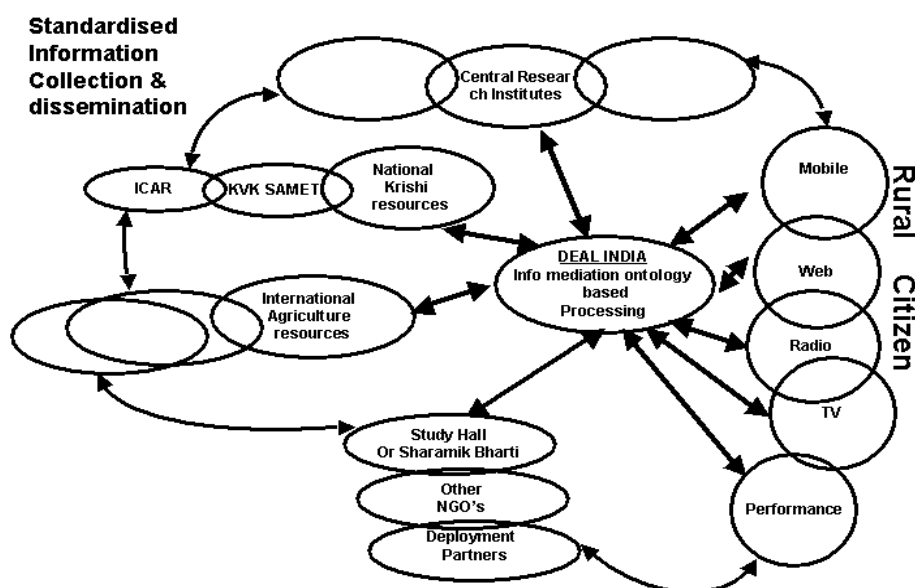 Standardised
Information
Collection &
dissemination
Central Resear
ch Institutes
ICAR
KVK SAMET
National
Krishi
resources
Mobile
DEAL INDIA
Info mediation ontology
based
Processing
Web
International
Agriculture
resources
Radio
TV
Study Hall
Or Sharamik Bharti
Other
NGO's
Deployment
Partners
Performance
Rural Citizen